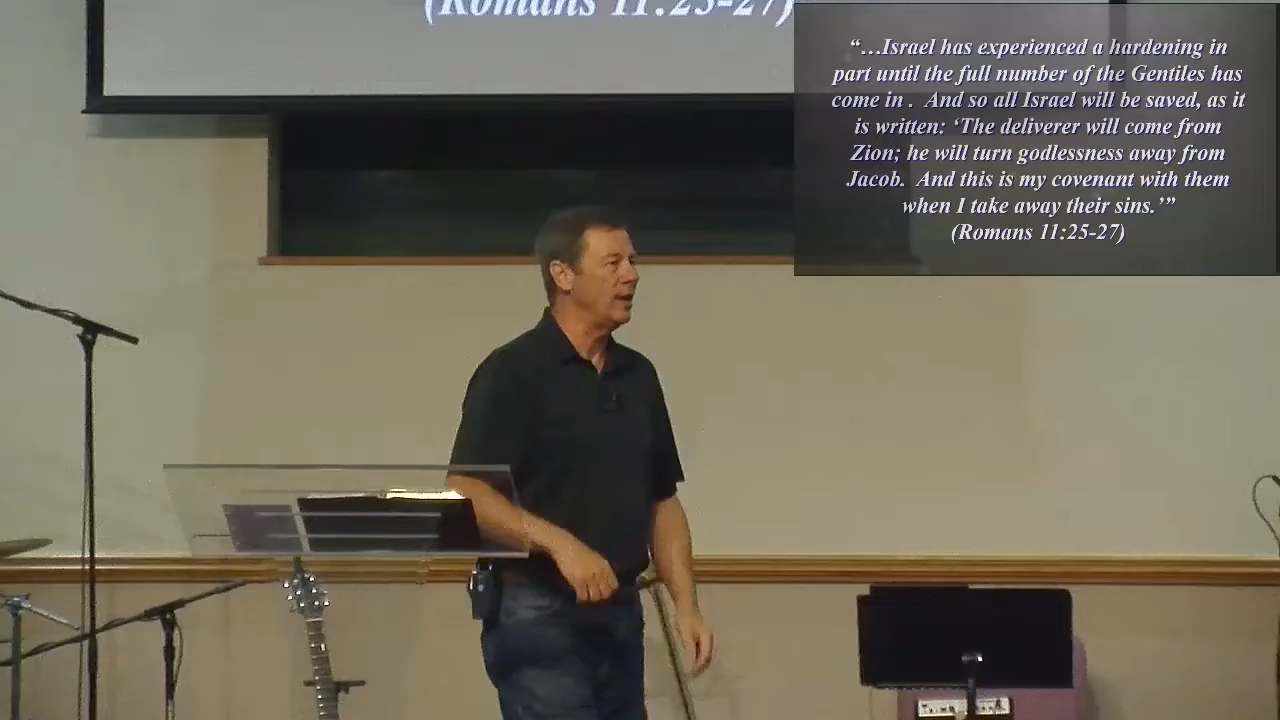 (Romans 11:25-27)
“…Israel has experienced a hardening in
part until the full number of the Gentiles has
come in . And so all Israel will be saved, as it
is written: ‘The deliverer will come from
Zion; he will turn godlessness away from
Jacob. And this is my covenant with them
when I take away their sins.’”
(Romans 11:25-27)